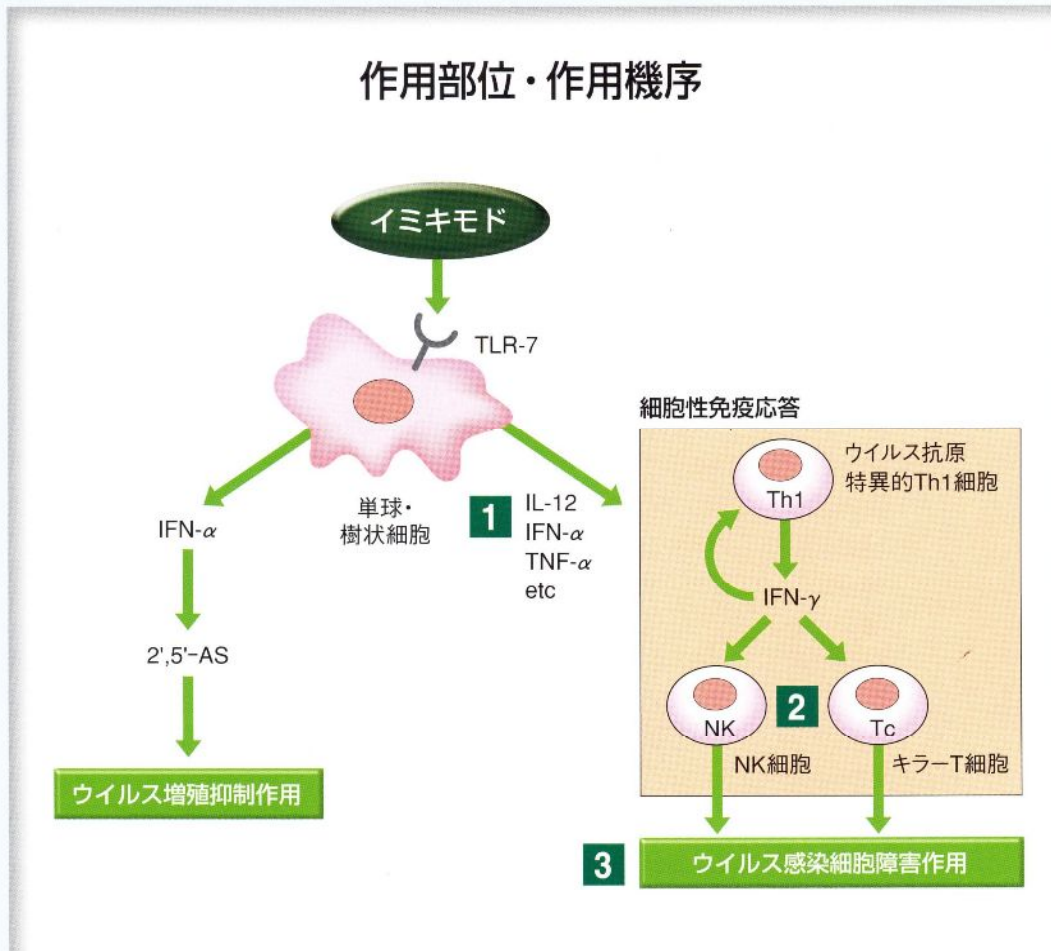 作用部位・作用機序
イミキモド
TLR-7
単球・
樹状細胞
IFN-α
2',5'-AS
ウイルス増殖抑制作用
1
IL-12
IFN-α
TNF-α
etc
細胞性免疫応答
Th1
ウイルス抗原
特異的Th1細胞
IFN-γ
NK
2
Tc
NK細胞
キラーT細胞
3
ウイルス感染細胞障害作用